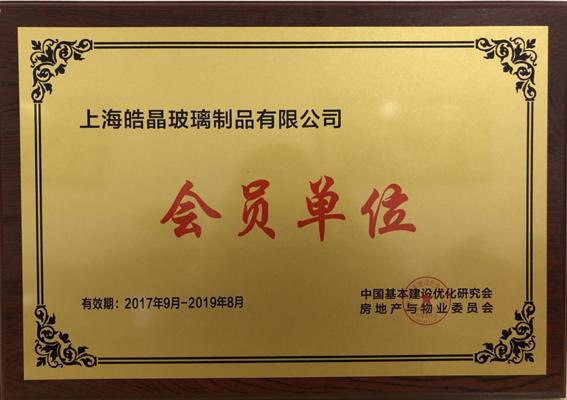 上海皓晶玻璃制品有限公司
会员单位
有效期：2017年9月-2019年8月
中国基本建设优化研究会
房地产与物业委员会